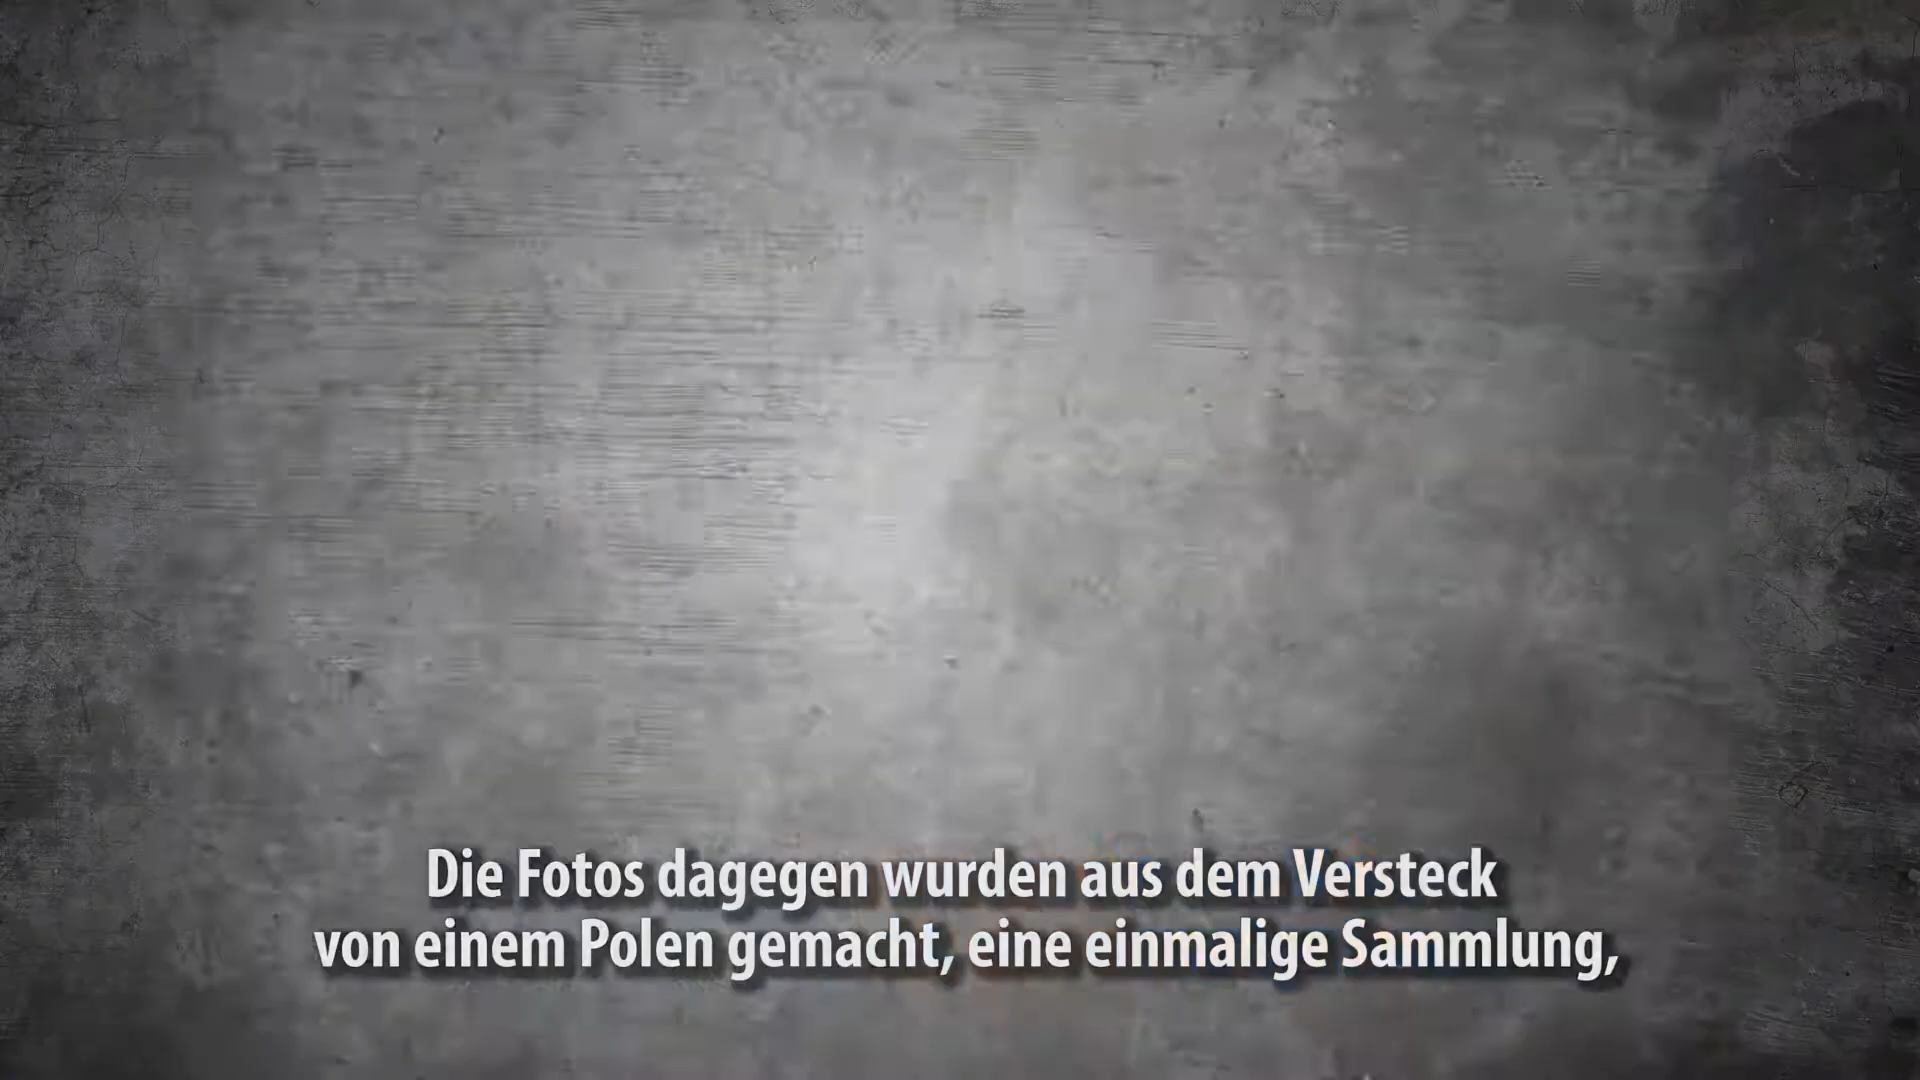 Die Fotos dagegen wurden aus dem Versteck
von einem Polen gemacht, eine einmalige Sammlung,